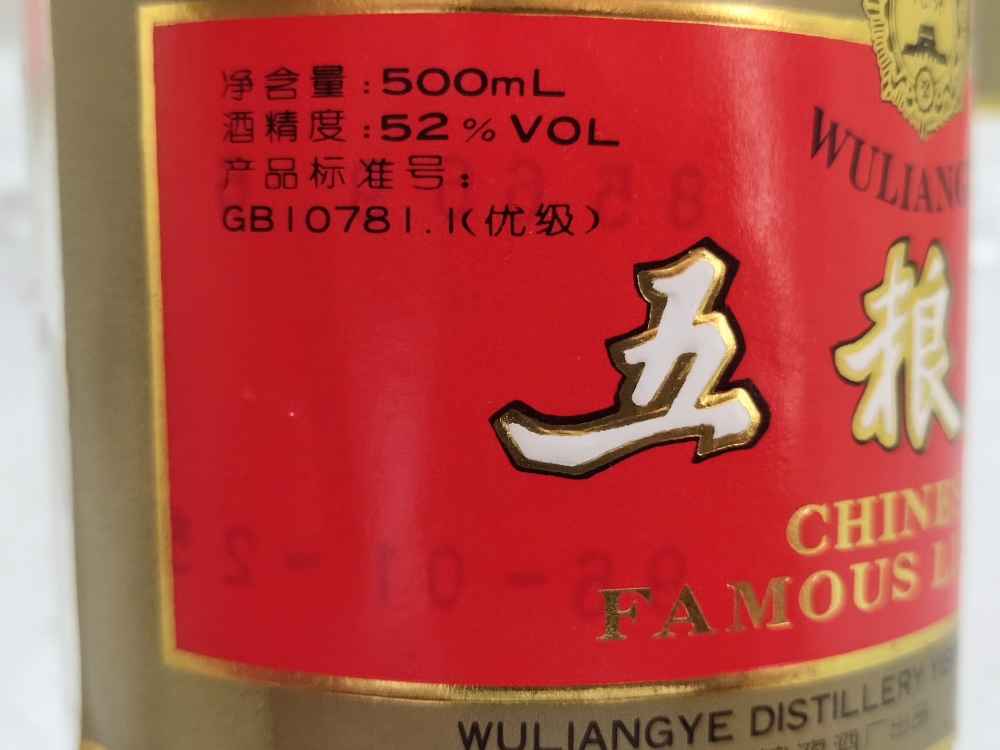 净含量：500mL
酒精度：52%VOL
产品标准号：
GB10781.1(优级)
WULIANG
五粮
CHINES
FAMOUS L
WULIANGYE DISTILLERY